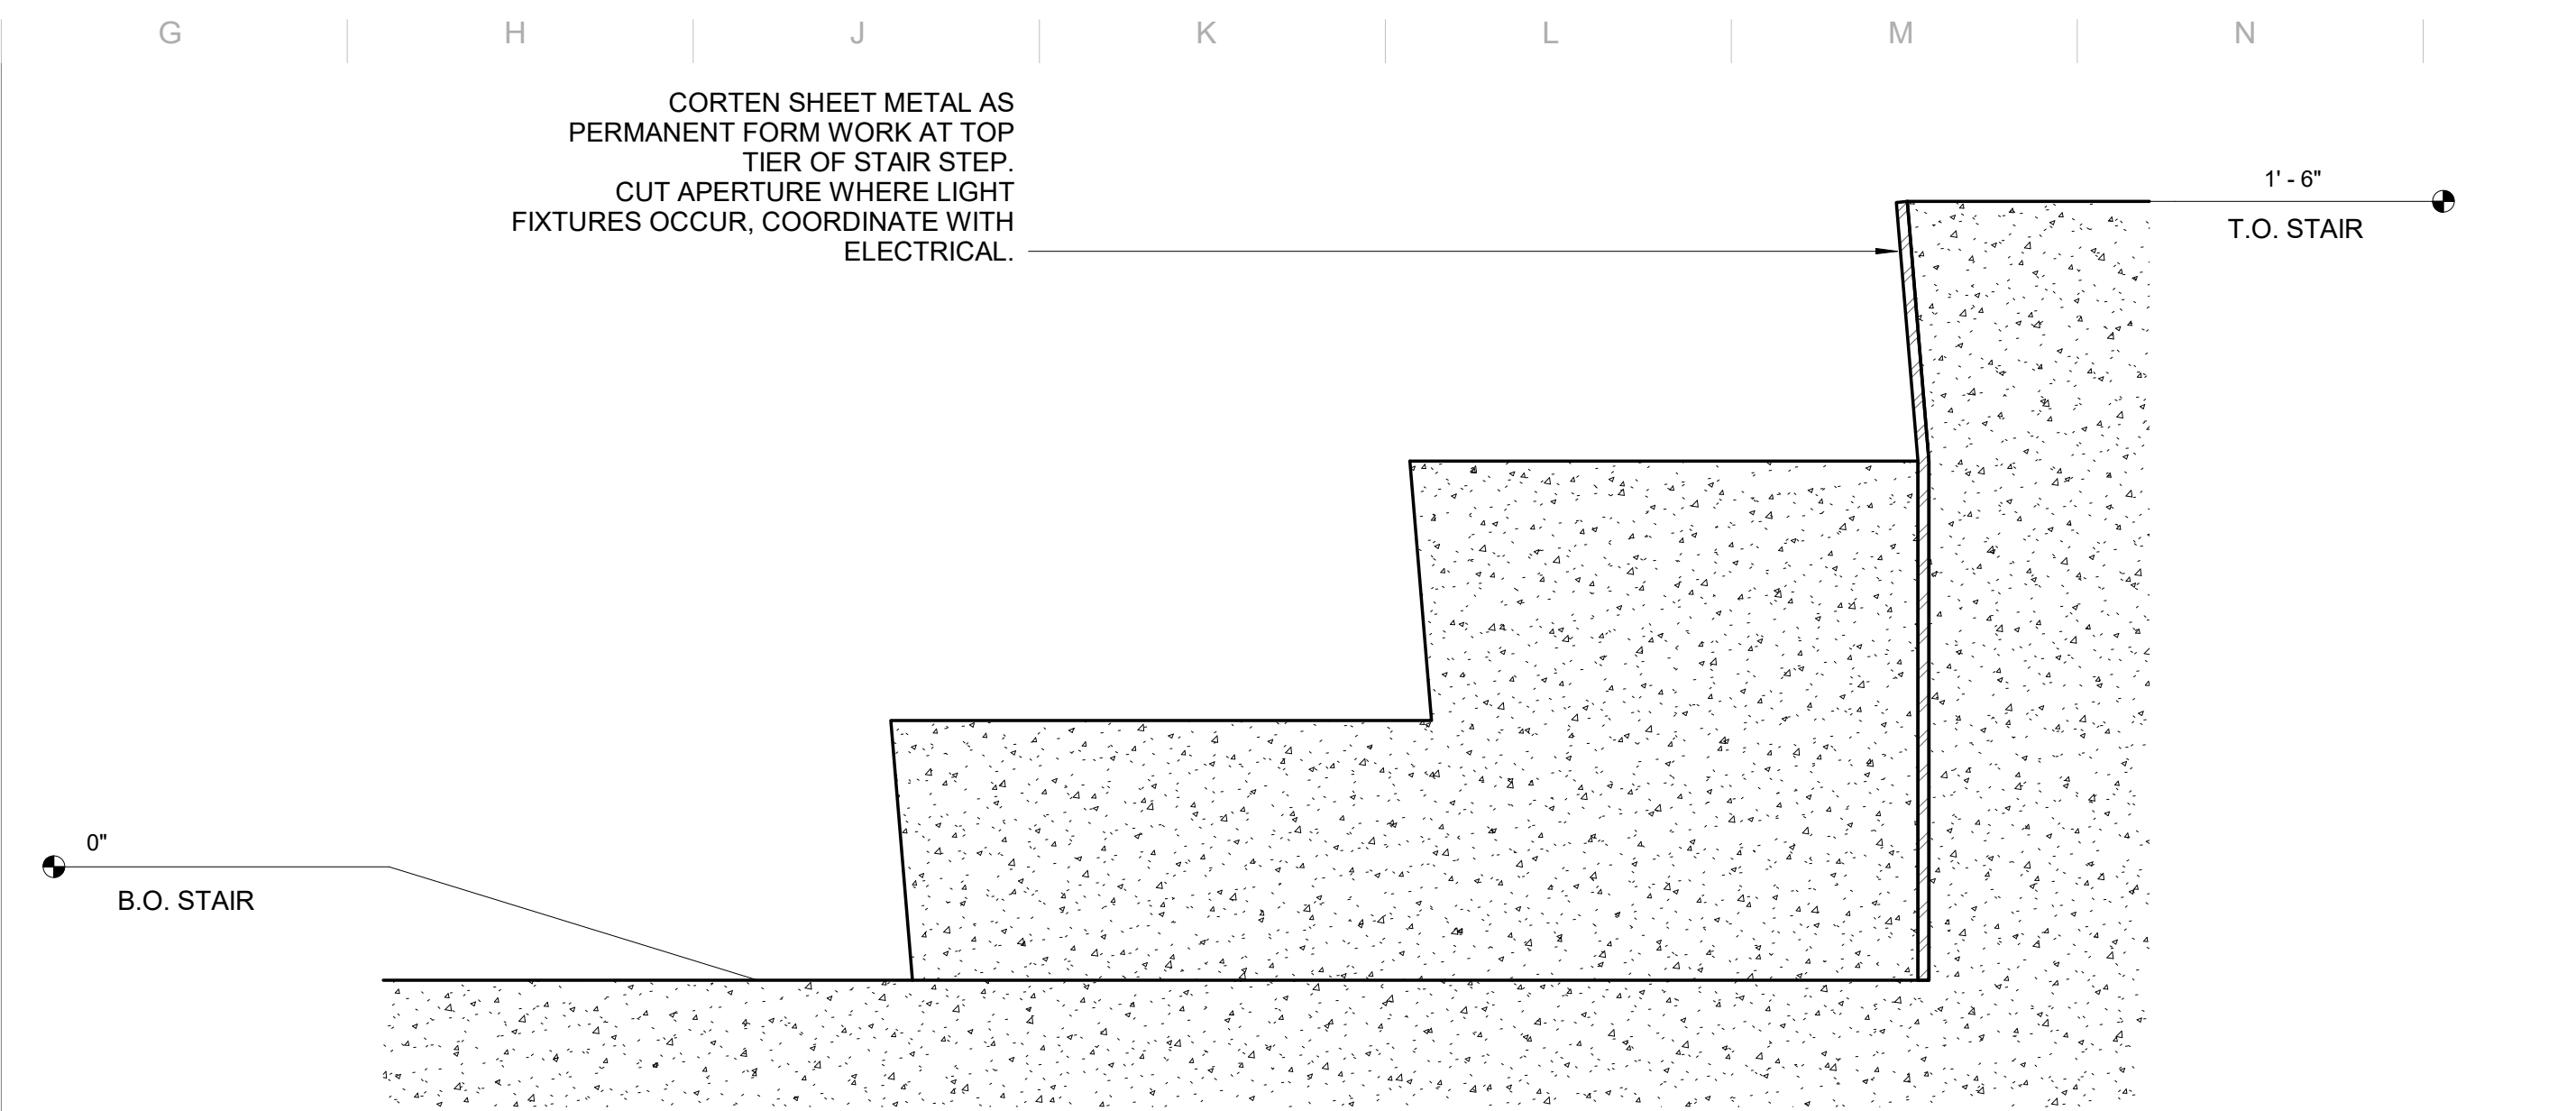 G H J K L M N
CORTEN SHEET METAL AS
PERMANENT FORM WORK AT TOP
TIER OF STAIR STEP.
CUT APERTURE WHERE LIGHT
FIXTURES OCCUR, COORDINATE WITH
ELECTRICAL.
1' - 6"
T.O. STAIR
0"
B.O. STAIR